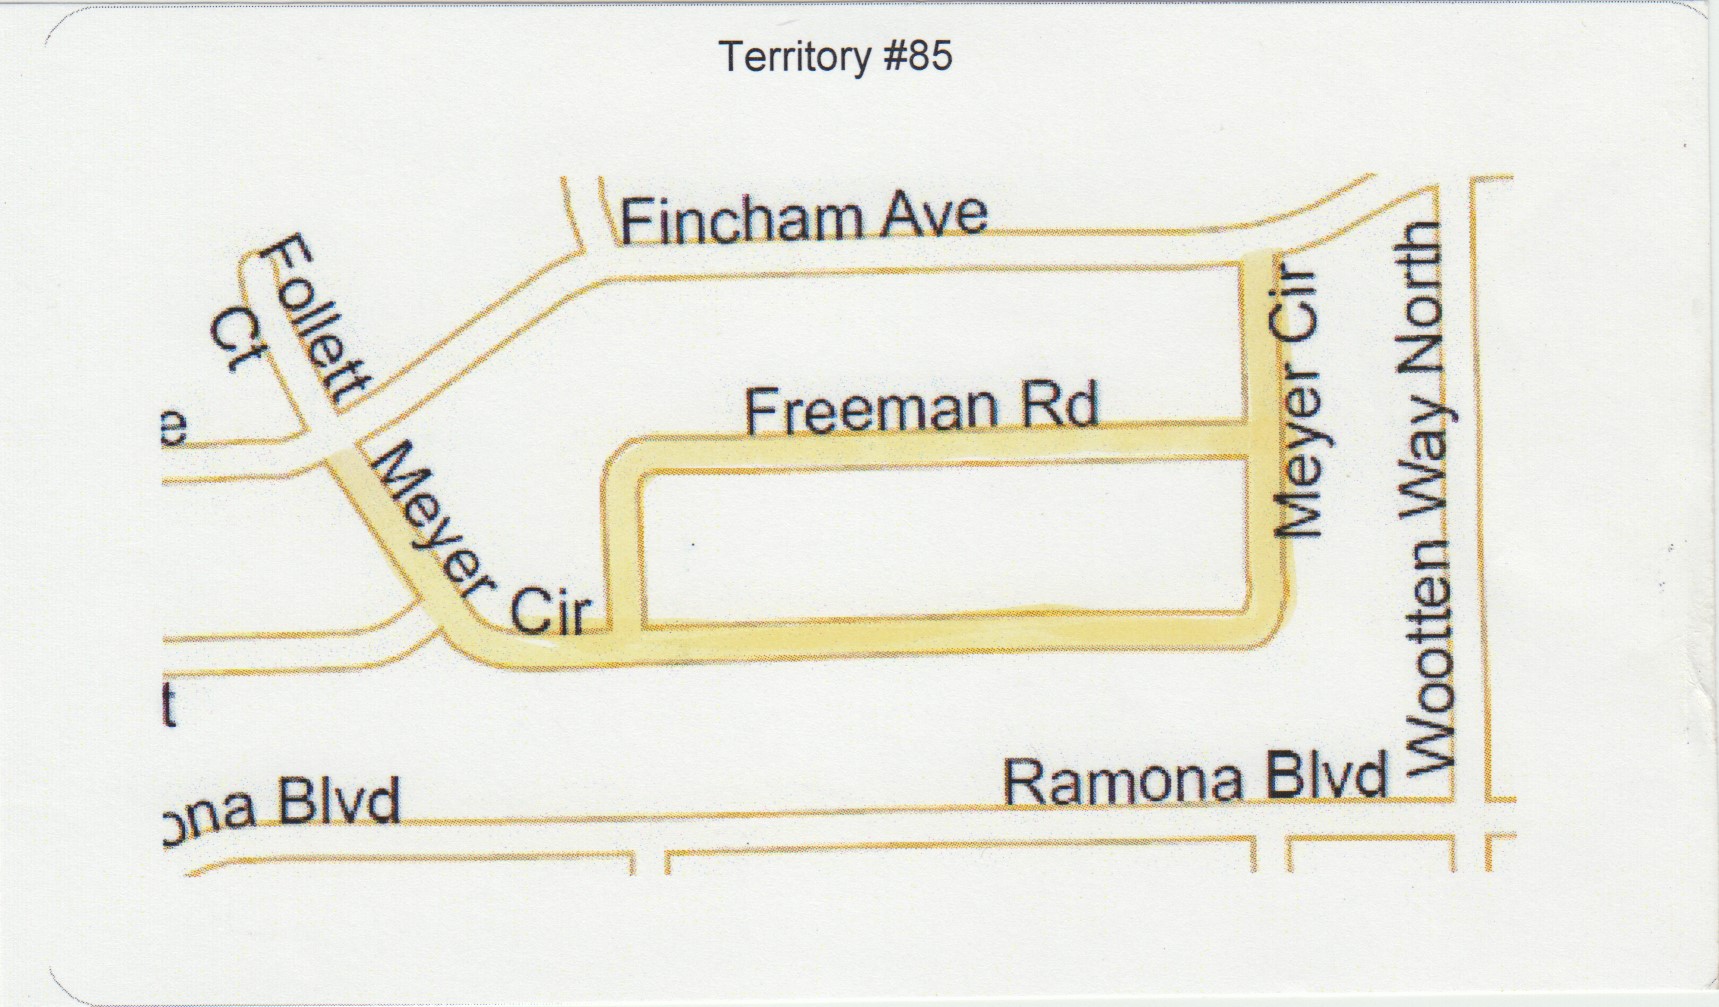 Territory #85
Fincham Ave
Follett
Ct
e
Freeman Rd
Meyer Cir
Meyer Cir
Wootten Way North
t
Ramona Blvd
ona Blvd